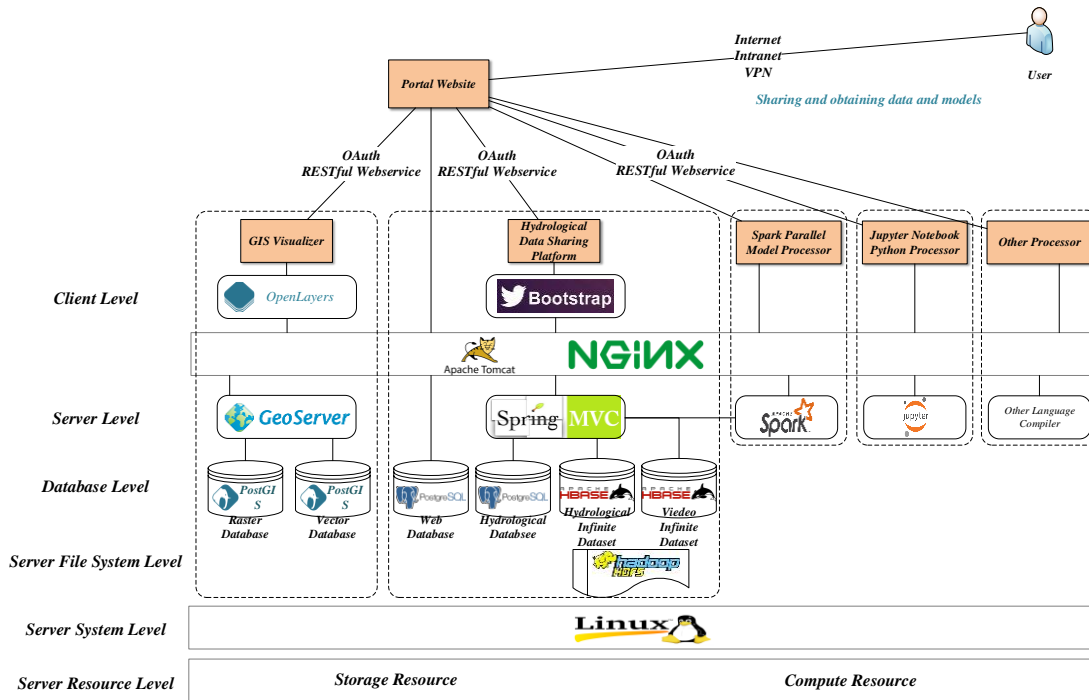 Internet
Intranet
VPN
User
Portal Website
Sharing and obtaining data and models
OAuth
RESTful Webservice
OAuth
RESTful Webservice
OAuth
RESTful Webservice
GIS Visualizer
Hydrological
Data Sharing
Platform
Spark Parallel
Model Processor
Jupyter Notebook
Python Processor
Other Processor
Client Level
OpenLayers
Bootstrap
Apache Tomcat
NGiNX
Server Level
GeoServer
Spring
MVC
APACHE
Spark
jupyter
Other Language
Compiler
Database Level
PostGI
S
PostGI
S
PostgreSQL
PostgreSQL
APACHE
HBASE
APACHE
HBASE
Raster
Database
Vector
Database
Web
Database
Hydrological
Databsee
Hydrological
Infinite
Dataset
Viedeo
Infinite
Dataset
Server File System Level
hadoop
HDFS
Server System Level
Linux
Server Resource Level
Storage Resource
Compute Resource